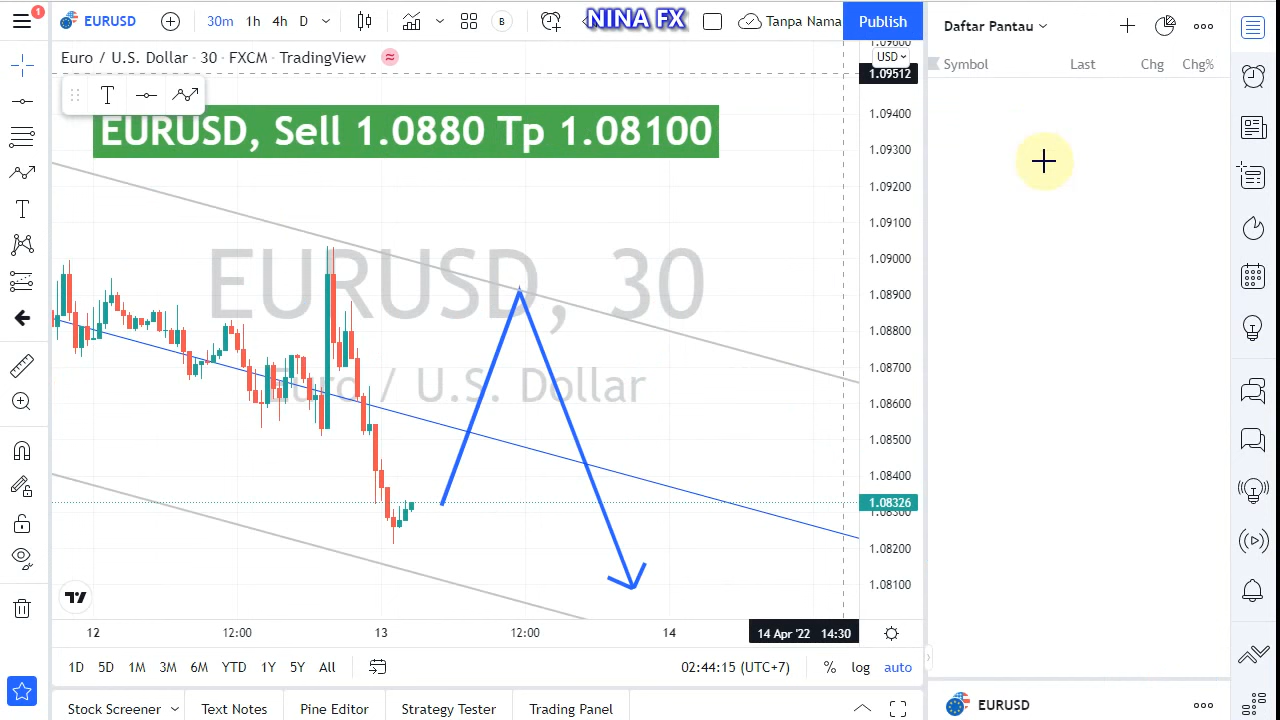 1
EURUSD
30m 1h 4h D
B
NINA FX
Tanpa Nama
Publish
Daftar Pantau
Euro / U.S. Dollar · 30 · FXCM · TradingView
USD
Symbol Last Chg Chg%
1.09512
T
EURUSD, Sell 1.0880 Tp 1.08100
1.09400
1.09300
1.09200
1.09100
1.09000
1.08900
1.08800
1.08700
1.08600
1.08500
1.08400
1.08326
1.08300
1.08200
1.08100
EURUSD, 30
Euro / U.S. Dollar
12 12:00 13 12:00 14
14 Apr '22 14:30
1D 5D 1M 3M 6M YTD 1Y 5Y All
02:44:15 (UTC+7) % log auto
Stock Screener
Pine Editor Strategy Tester Trading Panel
EURUSD